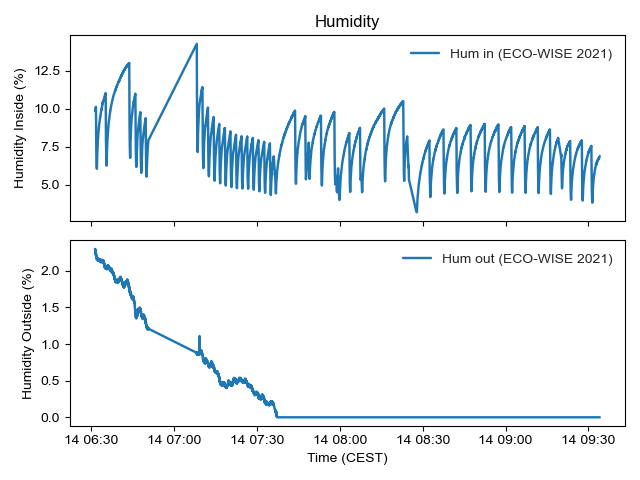 Humidity
Hum in (ECO-WISE 2021)
Humidity Inside (%)
12.5
10.0
7.5
5.0
Hum out (ECO-WISE 2021)
Humidity Outside (%)
2.0
1.5
1.0
0.5
0.0
14 06:30 14 07:00 14 07:30 14 08:00 14 08:30 14 09:00 14 09:30
Time (CEST)